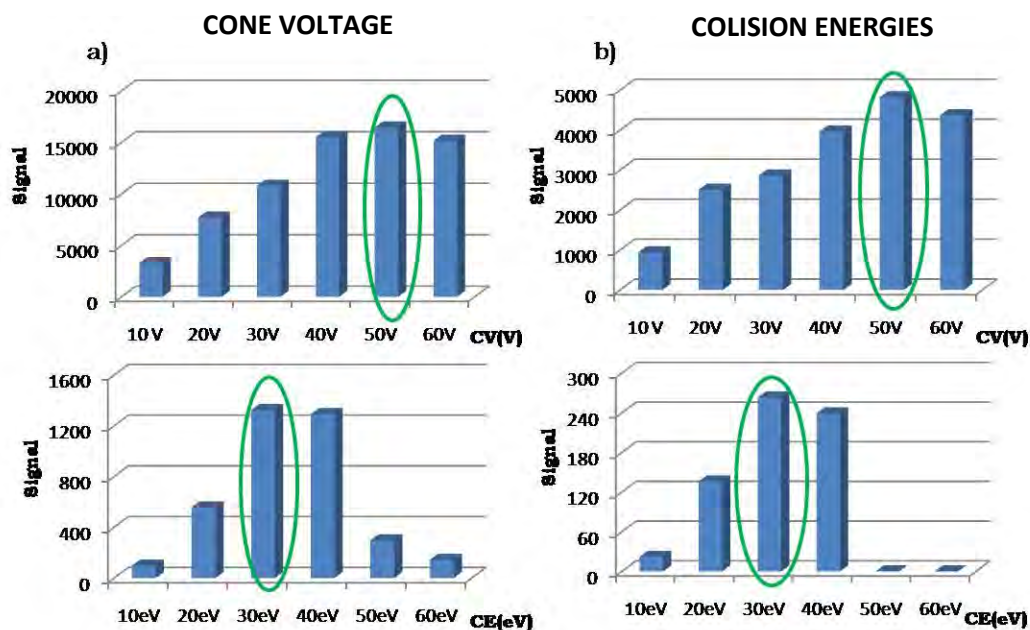 CONE VOLTAGE
COLISION ENERGIES
a)
20000
15000
10000
5000
0
Signal
10 V 20V 30V 40V 50V 60V CV(V)
b)
5000
4000
3000
2000
1000
0
Signal
10 V 20V 30V 40V 50V 60V CV(V)
1600
1200
800
400
0
Signal
10eV 20eV 30eV 40eV 50eV 60eV CE(eV)
300
240
180
120
60
0
Signal
10eV 20eV 30eV 40eV 50eV 60eV CE(eV)